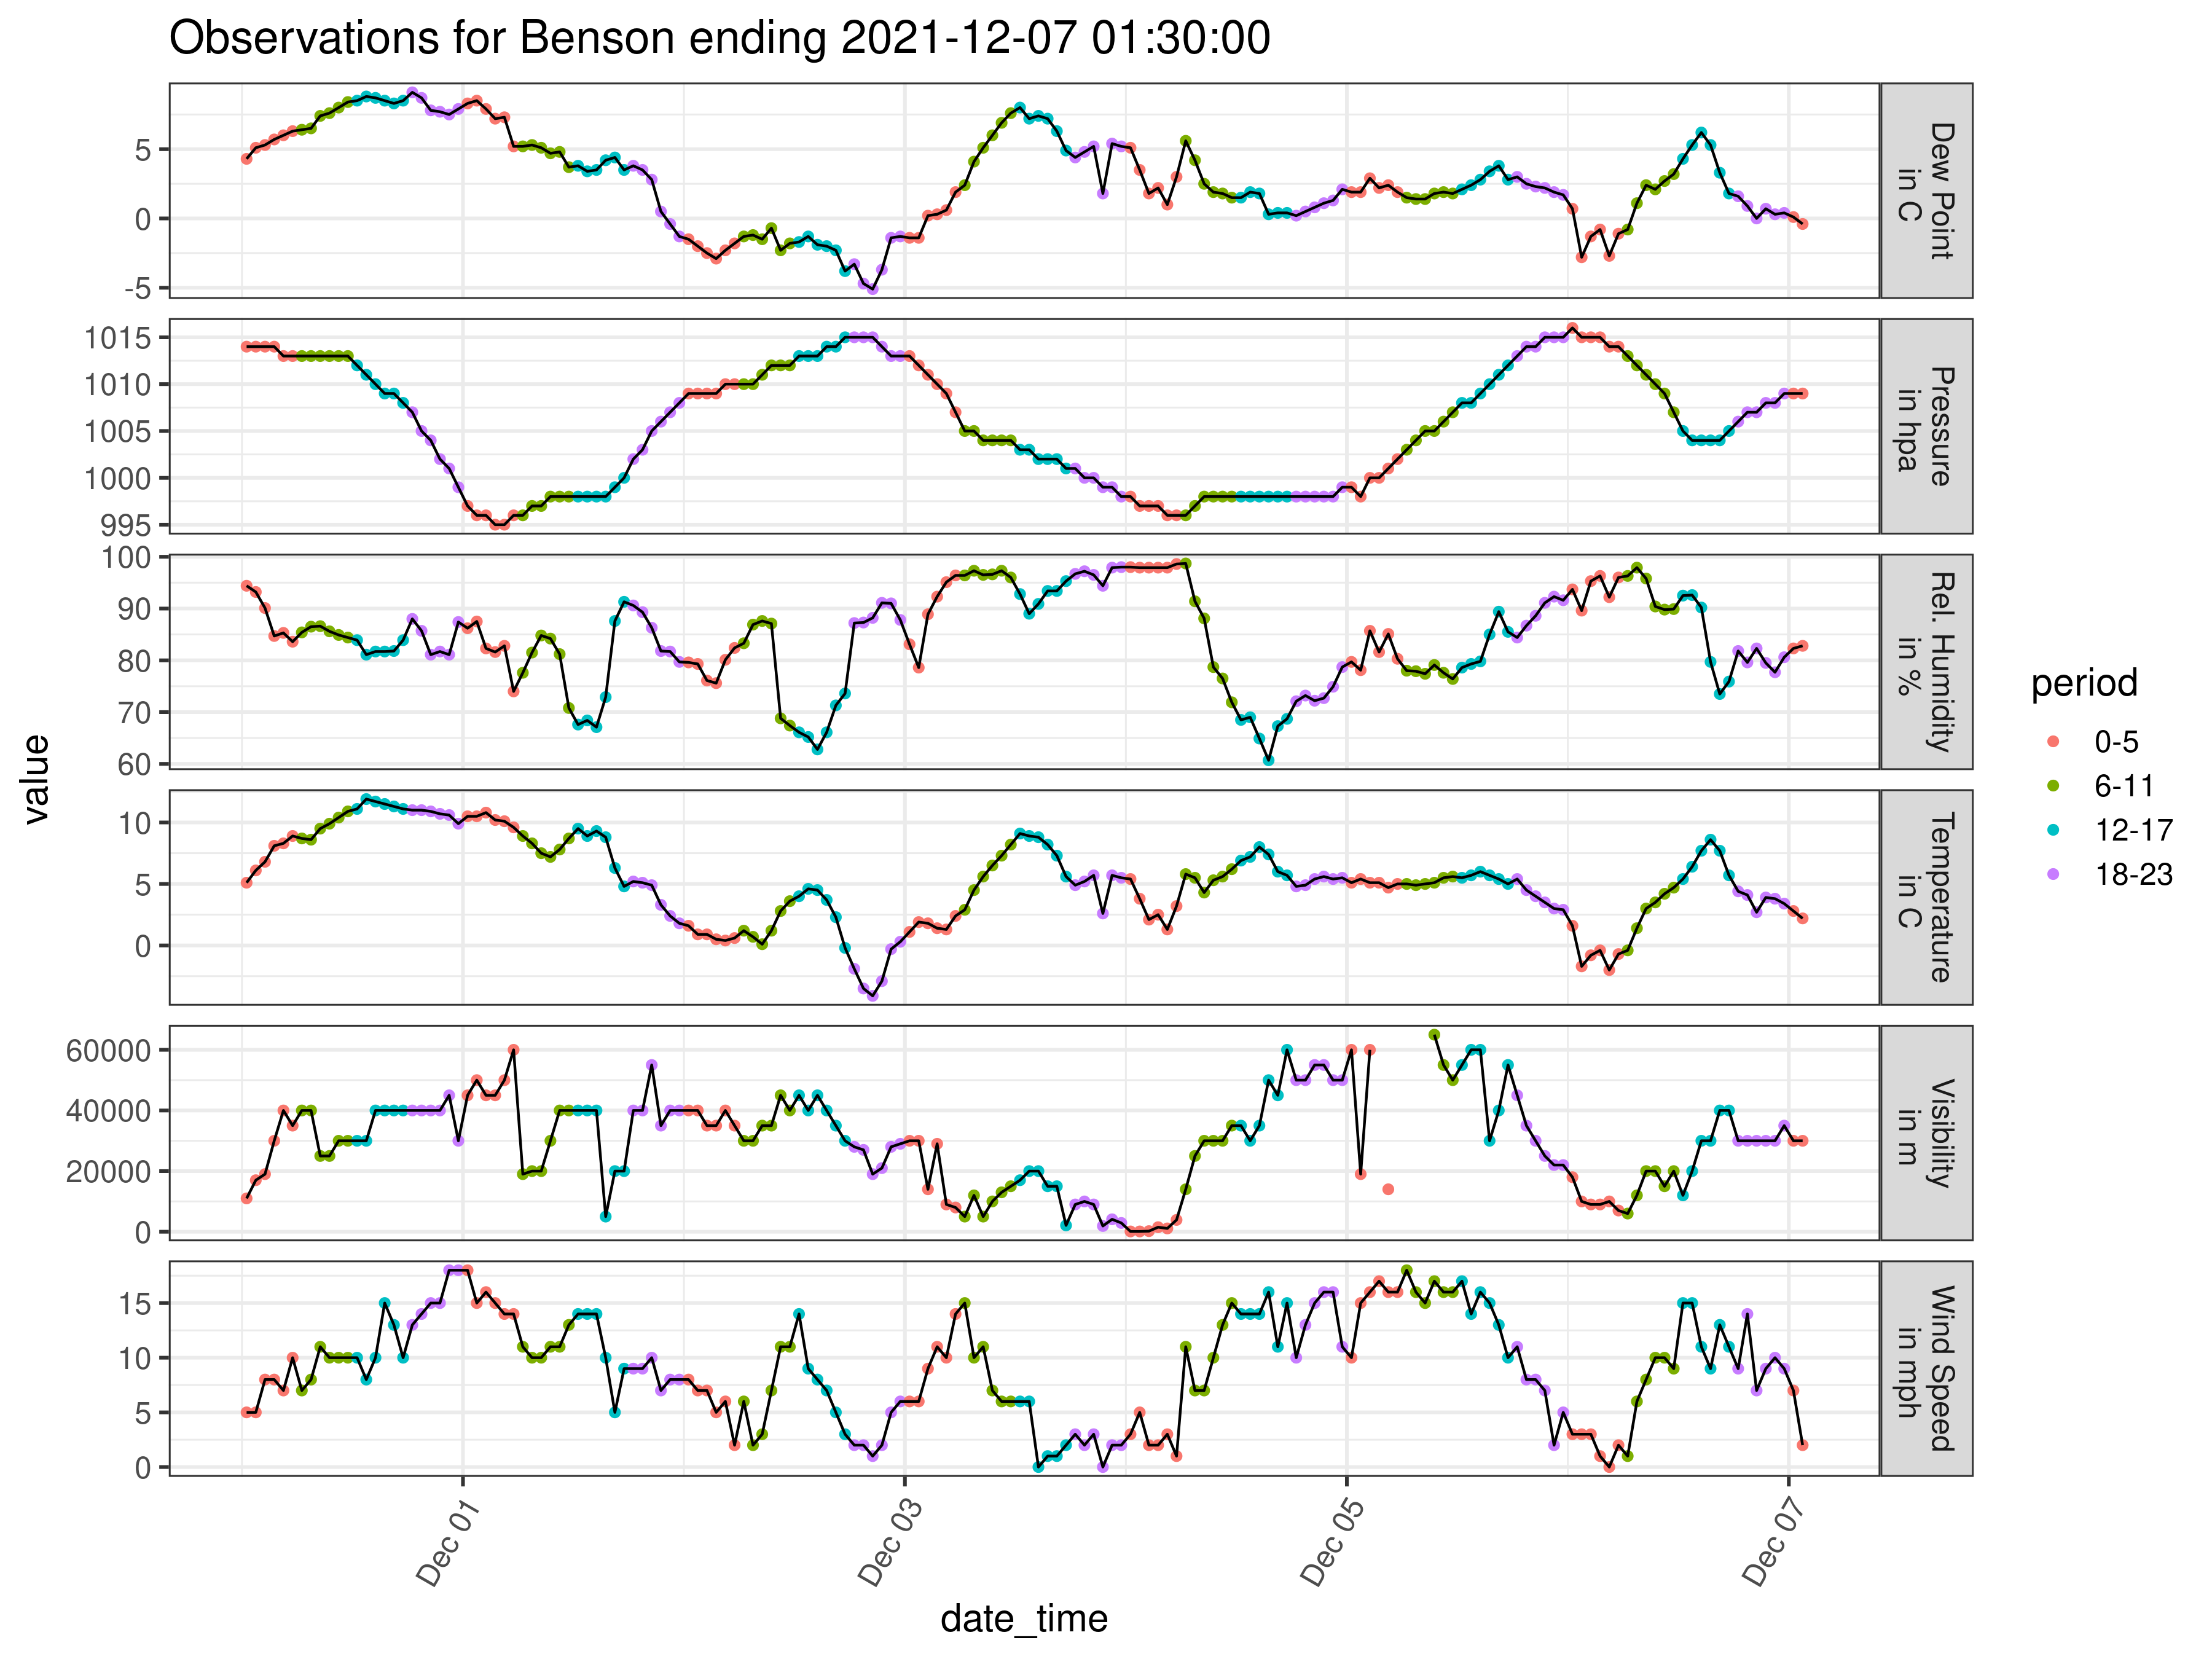 Observations for Benson ending 2021-12-07 01:30:00
value
5
0
-5
Dew Point
in C
1015
1010
1005
1000
995
Pressure
in hpa
100
90
80
70
60
Rel. Humidity
in %
10
5
0
Temperature
in C
60000
40000
20000
0
Visibility
in m
15
10
5
0
Wind Speed
in mph
Dec 01
Dec 03
Dec 05
Dec 07
date_time
period
0-5
6-11
12-17
18-23